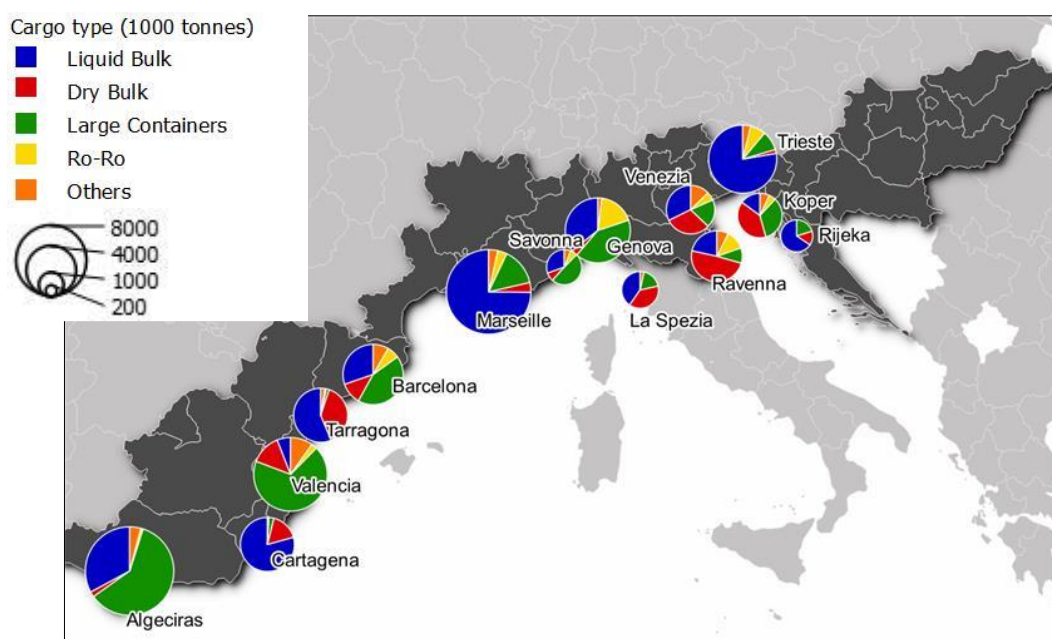 Cargo type (1000 tonnes)
Liquid Bulk
Dry Bulk
Large Containers
Ro-Ro
Others
8000
4000
1000
200
Trieste
Venezia
Koper
Savonna
Genova
Rijeka
Ravenna
Marseille
La Spezia
Barcelona
Tarragona
Valencia
Cartagena
Algeciras